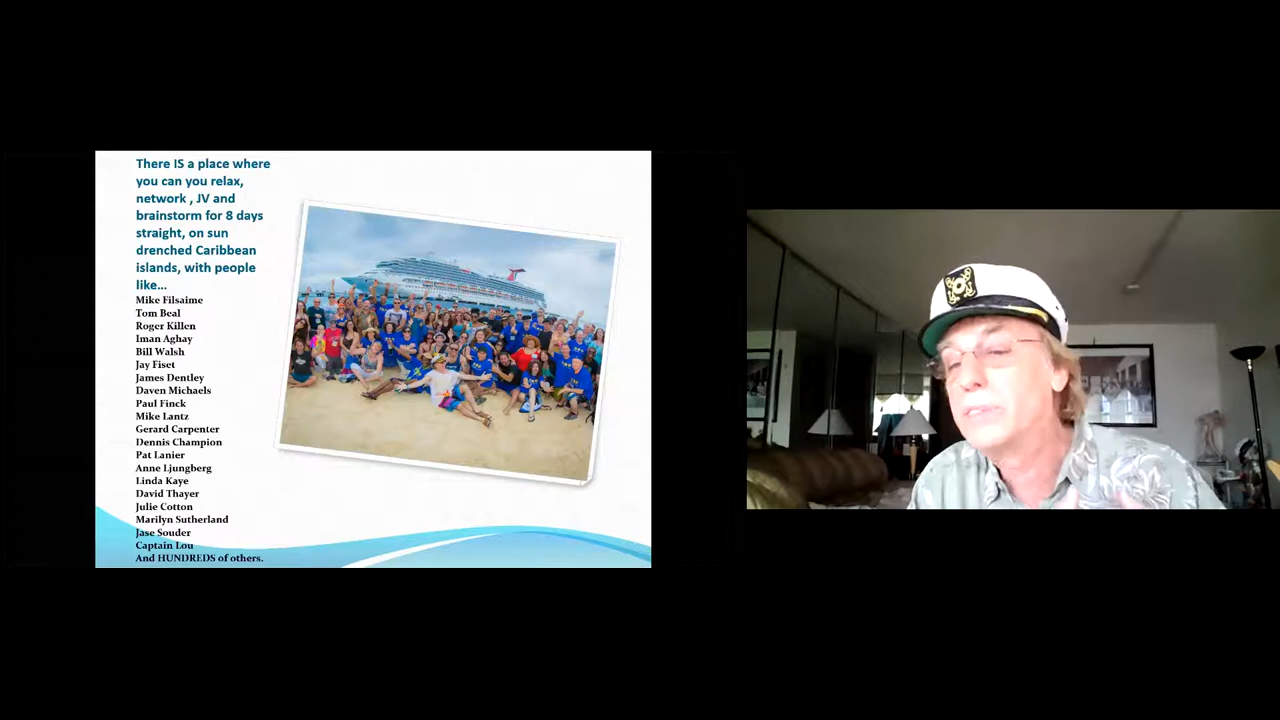 There IS a place where
you can you relax,
network , JV and
brainstorm for 8 days
straight, on sun
drenched Caribbean
islands, with people
like...
Mike Filsaime
Tom Beal
Roger Killen
Iman Aghay
Bill Walsh
Jay Fiset
James Dentley
Daven Michaels
Paul Finck
Mike Lantz
Gerard Carpenter
Dennis Champion
Pat Lanier
Anne Ljungberg
Linda Kaye
David Thayer
Julie Cotton
Marilyn Sutherland
Jase Souder
Captain Lou
And HUNDREDS of others.